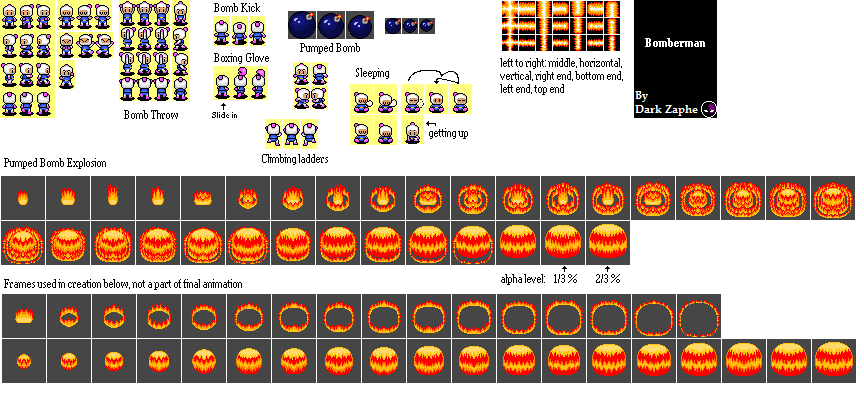 Bomb Kick
Boxing Glove
Slide in
Bomb Throw
Pumped Bomb
Sleeping
getting up
Climbing ladders
left to right: middle, horizontal,
vertical, right end, bottom end,
left end, top end
Bomberman
By
Dark Zaphe
Pumped Bomb Explosion
alpha level: 1/3 % 2/3 %
Frames used in creation below, not a part of final animation